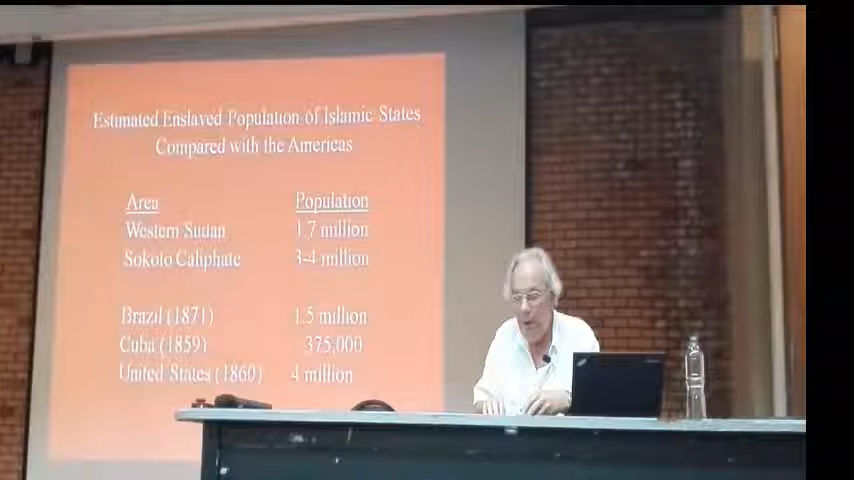 Estimated Enslaved Population of Islamic States
Compared with the Americas
Area Population
Western Sudan 1.7 million
Sokoto Caliphate 3-4 million
Brazil (1871) 1.5 million
Cuba (1859) 375,000
United States (1860) 4 million